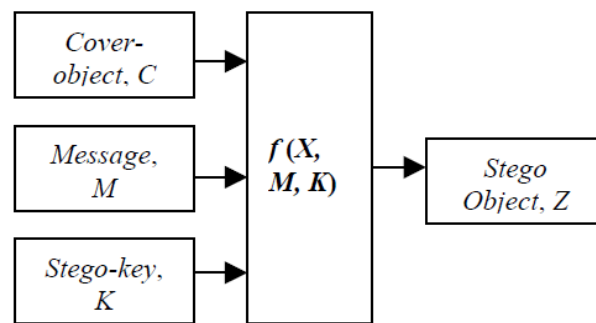 Cover-
object, C
Message,
M
Stego-key,
K
f (X,
M, K)
Stego
Object, Z